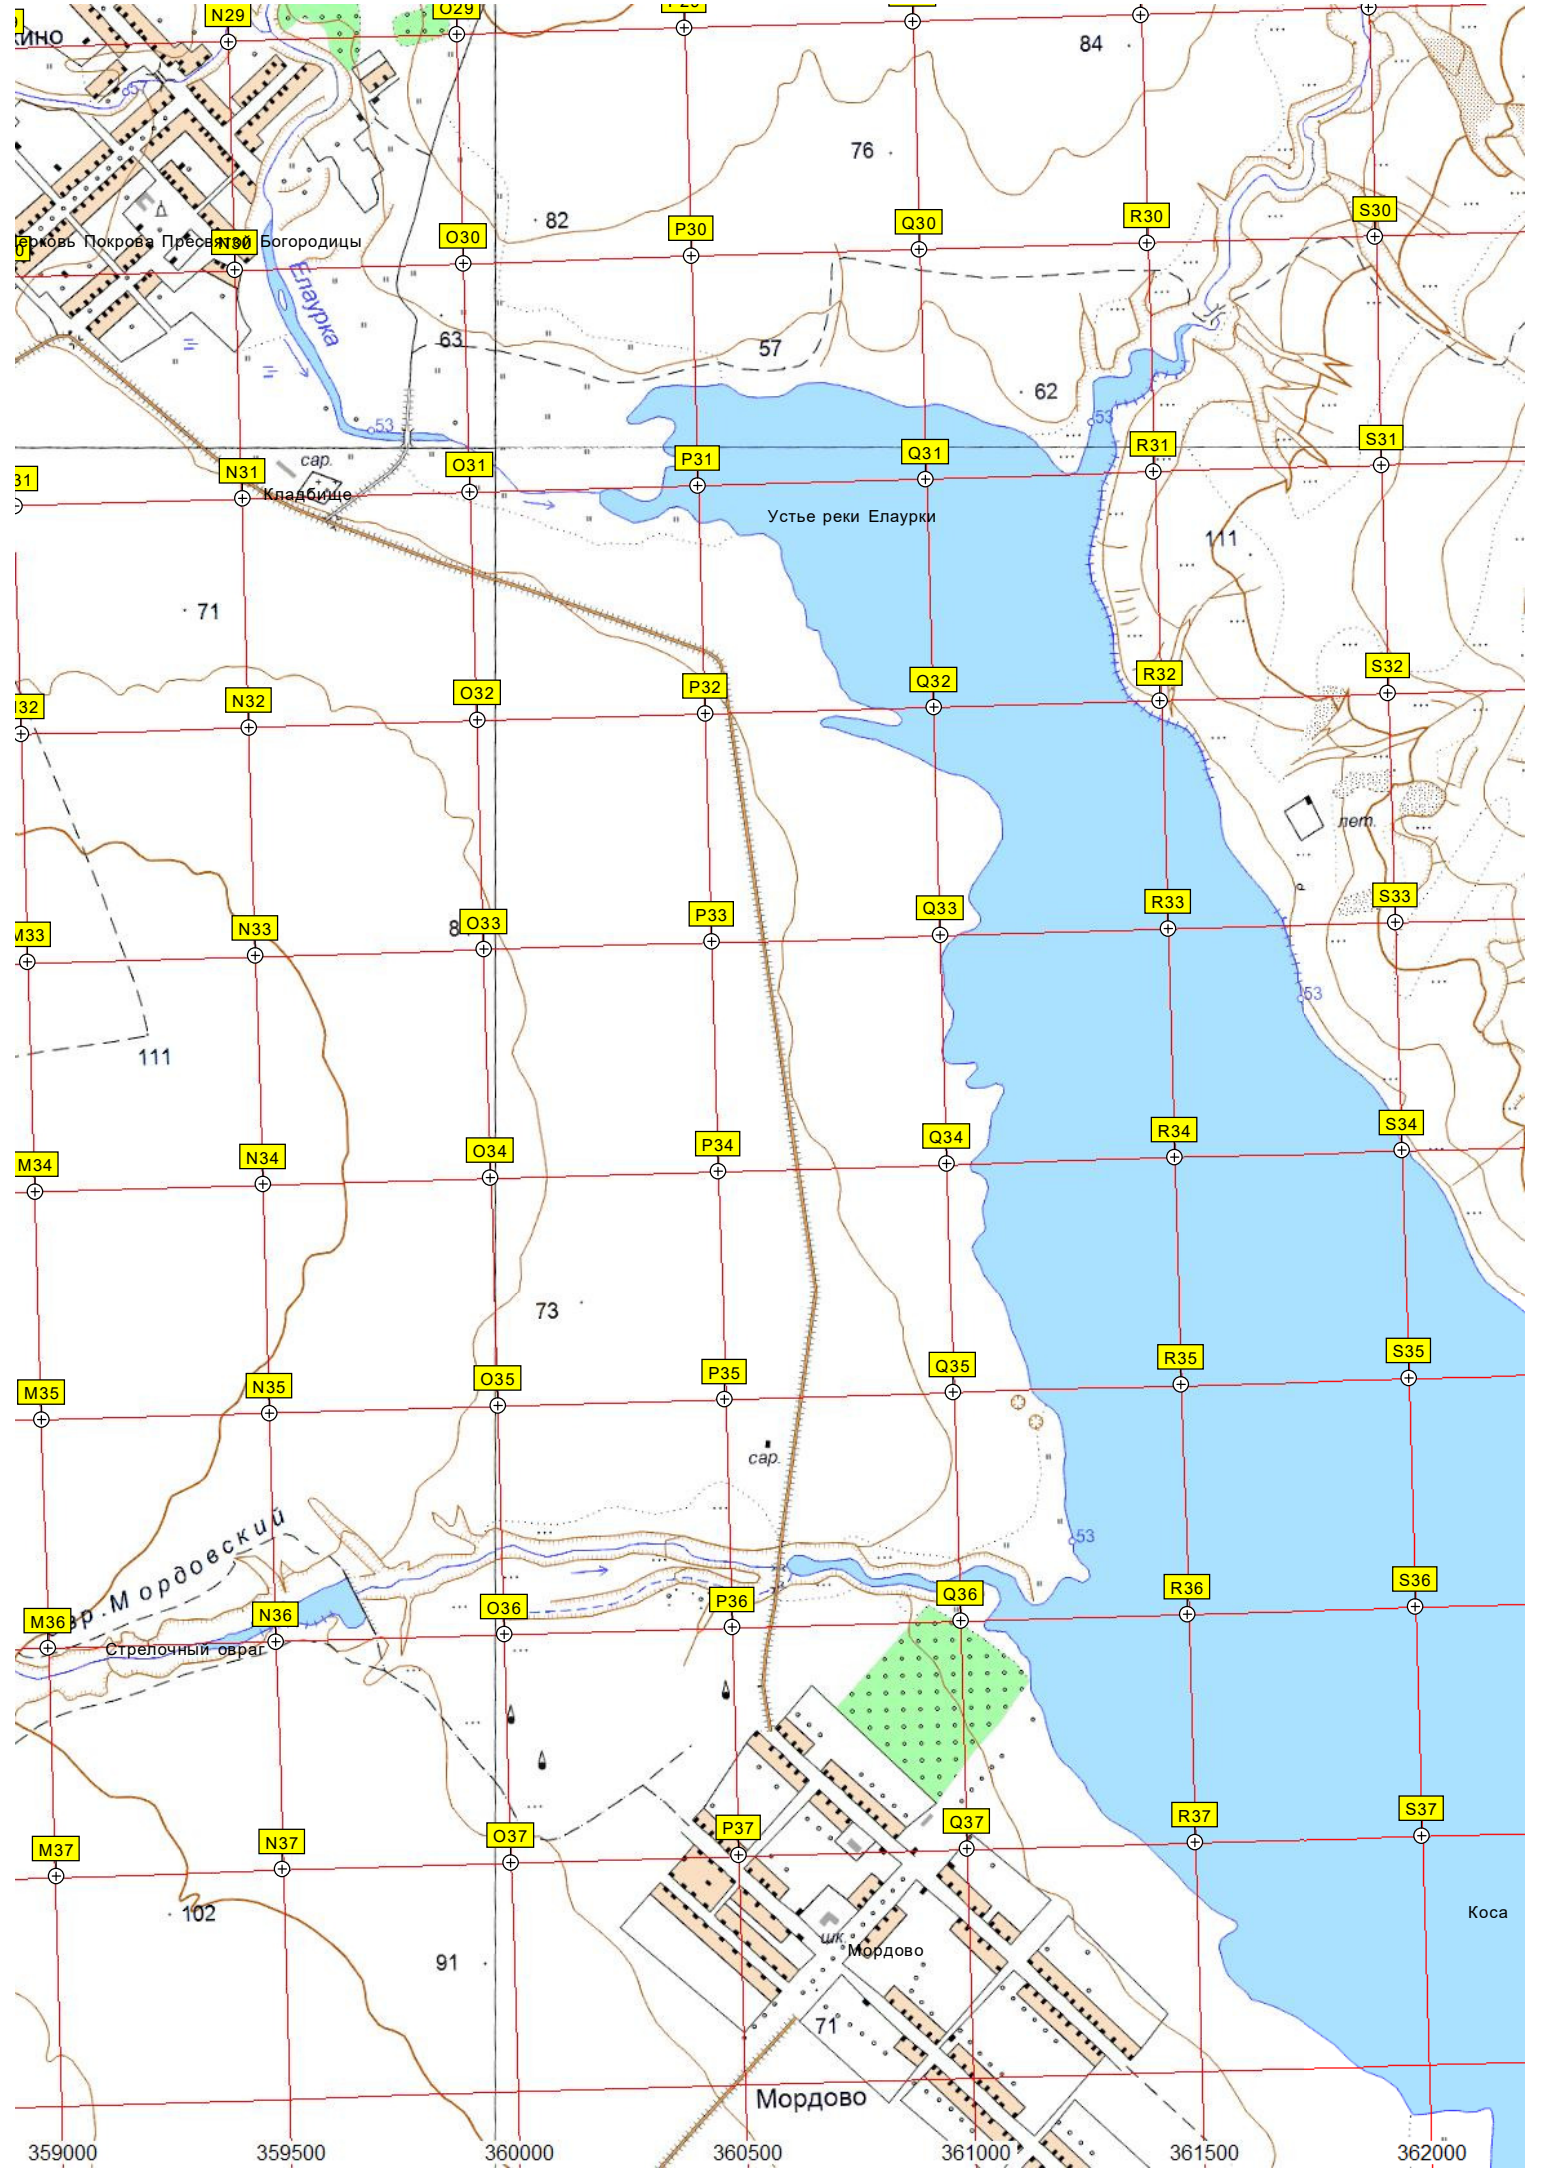 N29
O29
84
57
76
82
Церковь Покрова Пресвятой Богородицы
N30
O30
P30
Q30
R30
S30
Елаурка
63
57
62
53
53
сар.
31
N31
O31
P31
Q31
R31
S31
Кладбище
Устье реки Елаурки
111
71
32
N32
O32
P32
Q32
R32
S32
лет.
M33
N33
8
O33
P33
Q33
R33
S33
53
111
M34
N34
O34
P34
Q34
R34
S34
73
M35
N35
O35
P35
Q35
R35
S35
сар.
вр. Мордовский
53
M36
N36
O36
P36
Q36
R36
S36
Стрелочный овраг
M37
N37
O37
P37
Q37
R37
S37
102
Коса
шк.
Мордово
91
71
Мордово
359000
359500
360000
360500
361000
361500
362000